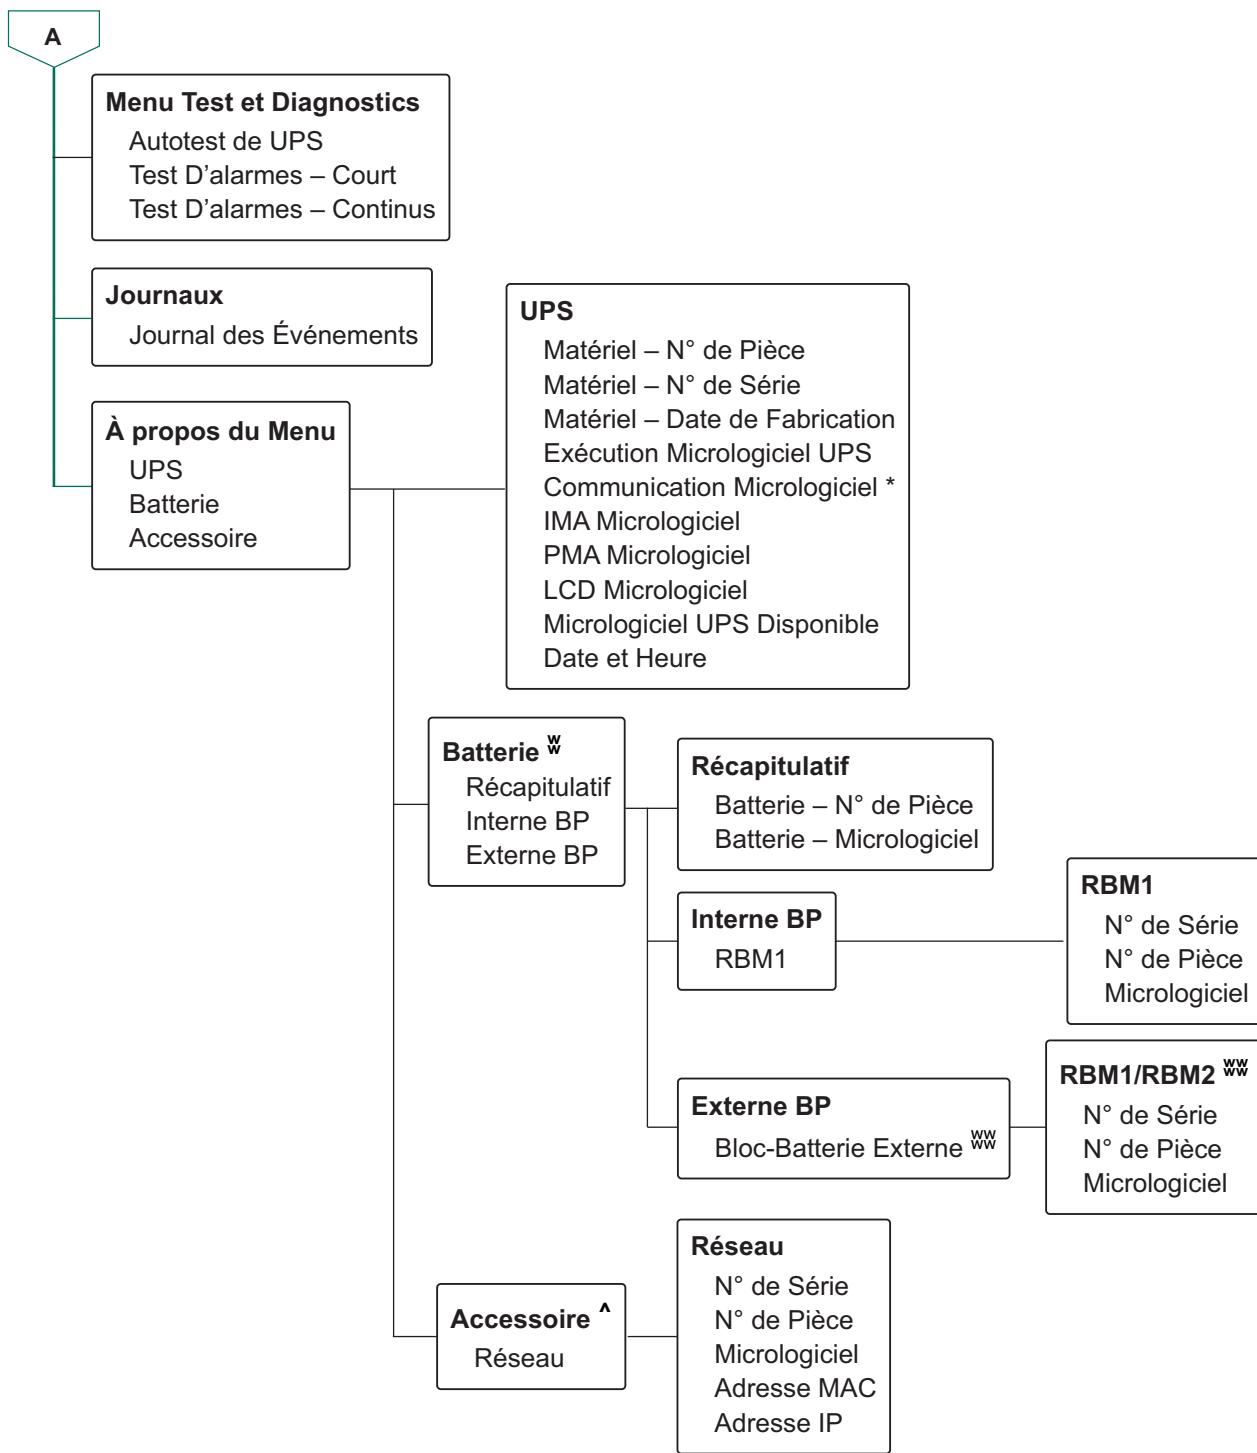 A
Menu Test et Diagnostics
Autotest de UPS
Test D’alarmes – Court
Test D’alarmes – Continus
Journaux
Journal des Événements
À propos du Menu
UPS
Batterie
Accessoire
UPS
Matériel – N° de Pièce
Matériel – N° de Série
Matériel – Date de Fabrication
Exécution Micrologiciel UPS
Communication Micrologiciel *
IMA Micrologiciel
PMA Micrologiciel
LCD Micrologiciel
Micrologiciel UPS Disponible
Date et Heure
Batterie w w
Récapitulatif
Interne BP
Externe BP
Récapitulatif
Batterie – N° de Pièce
Batterie – Micrologiciel
Interne BP
RBM1
RBM1
N° de Série
N° de Pièce
Micrologiciel
Externe BP
Bloc-Batterie Externe ww ww
RBM1/RBM2 ww ww
N° de Série
N° de Pièce
Micrologiciel
Accessoire ^
Réseau
Réseau
N° de Série
N° de Pièce
Micrologiciel
Adresse MAC
Adresse IP